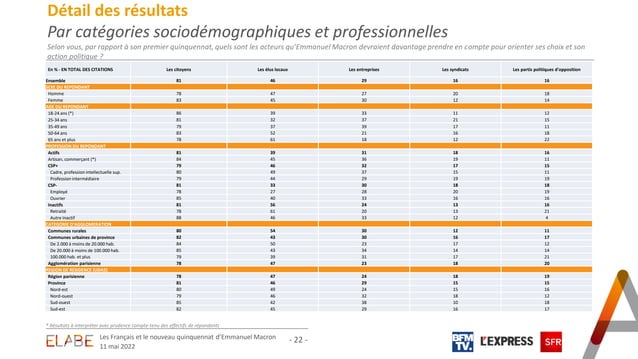 Détail des résultats
Par catégories sociodémographiques et professionnelles
Selon vous, par rapport à son premier quinquennat, quels sont les acteurs qu'Emmanuel Macron devraient davantage prendre en compte pour orienter ses choix et son
action politique ?
En % - EN TOTAL DES CITATIONS Les citoyens Les élus locaux Les entreprises Les syndicats Les partis politiques d'opposition
Ensemble 81 46 29 16 16
SEXE DU REPONDANT
Homme 78 47 27 20 18
Femme 83 45 30 12 14
AGE DU REPONDANT
18-24 ans (*) 86 39 33 11 12
25-34 ans 81 32 37 21 15
35-49 ans 79 37 39 17 11
50-64 ans 83 52 21 16 18
65 ans et plus 78 61 18 12 22
PROFESSION DU REPONDANT
Actifs 81 39 31 18 16
Artisan, commerçant (*) 84 45 36 19 11
CSP+ 79 46 32 17 15
Cadre, profession intellectuelle sup. 80 49 37 15 11
Profession intermédiaire 79 44 29 19 19
CSP- 81 33 30 18 18
Employé 78 27 28 20 19
Ouvrier 85 40 33 16 16
Inactifs 81 56 24 13 16
Retraité 78 61 20 13 21
Autre inactif 88 46 33 12 4
CATEGORIE D'AGGLOMERATION
Communes rurales 80 54 30 12 11
Communes urbaines de province 82 43 30 16 17
De 2.000 à moins de 20.000 hab. 84 50 23 17 12
De 20.000 à moins de 100.000 hab. 85 43 34 14 14
100.000 hab. et plus 79 39 31 17 21
Agglomération parisienne 78 47 23 18 20
REGION DE RESIDENCE (UDA5)
Région parisienne 78 47 24 18 19
Province 81 46 29 15 15
Nord-est 80 49 24 15 16
Nord-ouest 79 46 32 18 12
Sud-ouest 85 42 38 10 18
Sud-est 82 45 29 16 17
* Résultats à interpréter avec prudence compte-tenu des effectifs de répondants
ELABE
Les Français et le nouveau quinquennat d'Emmanuel Macron
11 mai 2022
- 22 -
BFM
TV.
L'EXPRESS
SFR